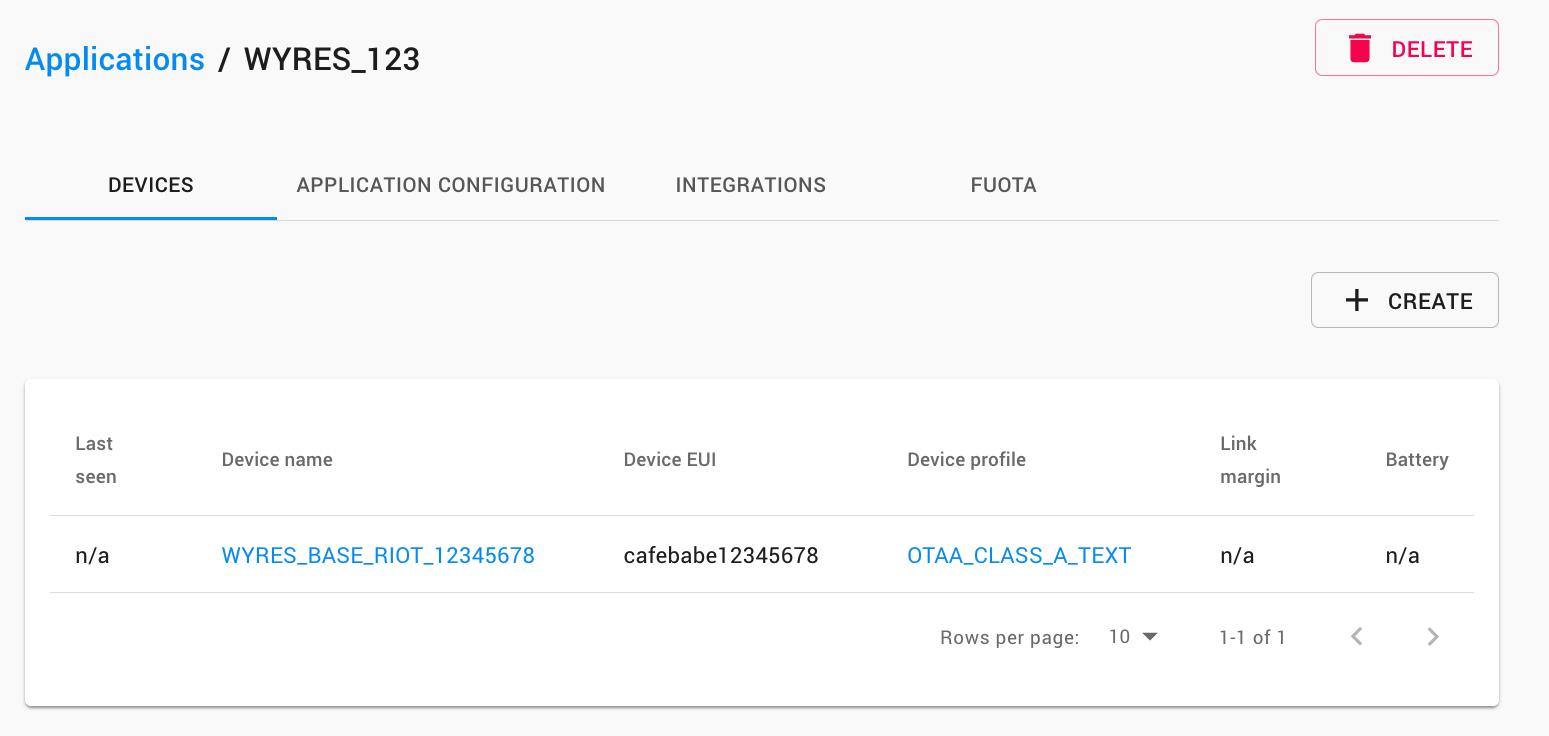 Applications / WYRES_123
DELETE
DEVICES APPLICATION CONFIGURATION INTEGRATIONS FUOTA
CREATE
Last seen Device name Device EUI Device profile Link margin Battery
n/a WYRES_BASE_RIOT_12345678 cafebabe12345678 OTAA_CLASS_A_TEXT n/a n/a
Rows per page: 10 1-1 of 1